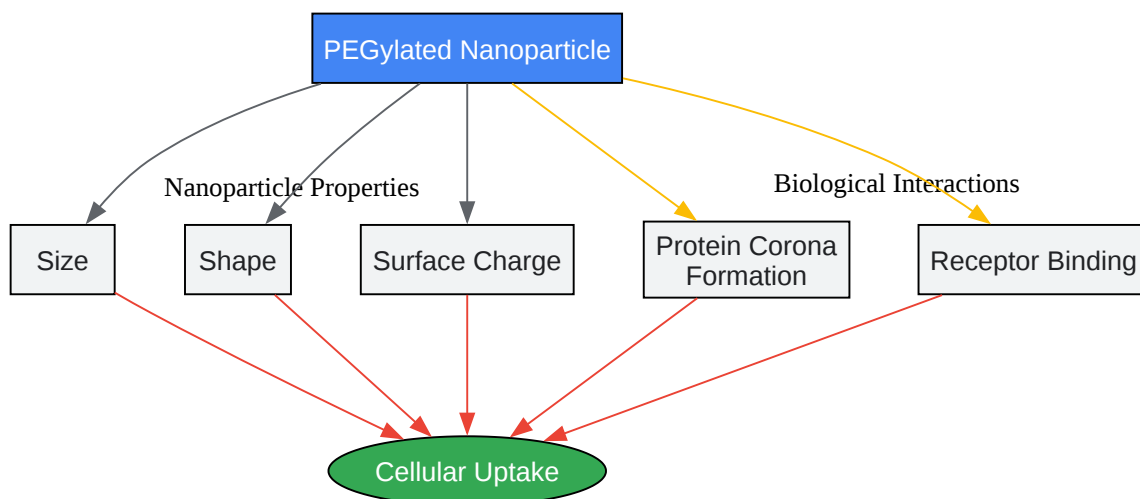 PEGylated Nanoparticle
Nanoparticle Properties
Biological Interactions
Size
Shape
Surface Charge
Protein Corona
Formation
Receptor Binding
Cellular Uptake